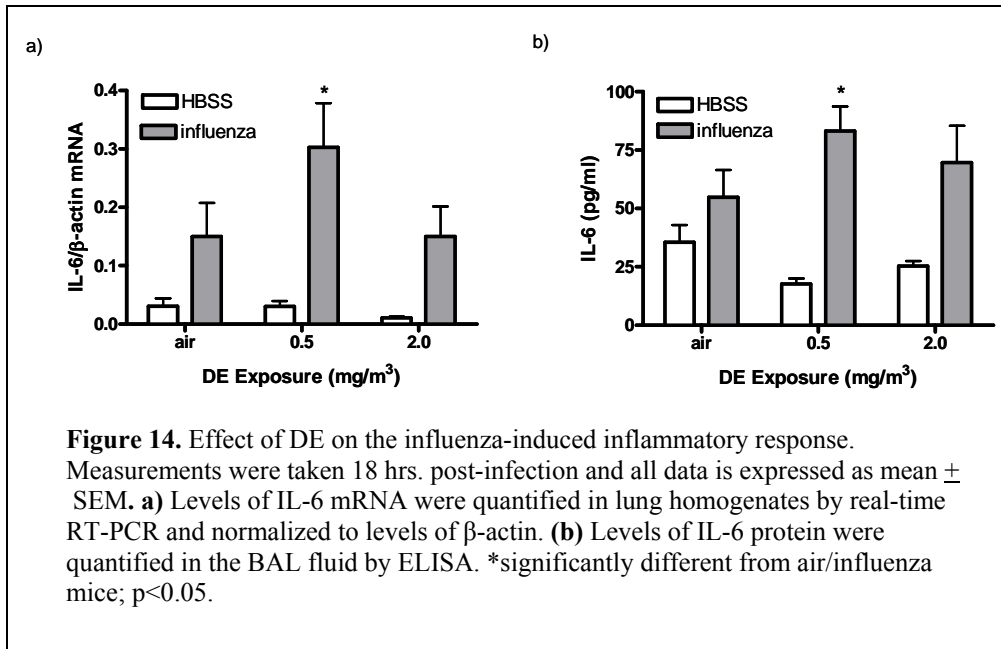 a)
HBSS
influenza
*
IL-6/β-actin mRNA
0.4
0.3
0.2
0.1
0.0
air 0.5 2.0
DE Exposure (mg/m³)
b)
HBSS
influenza
*
IL-6 (pg/ml)
100
75
50
25
0
air 0.5 2.0
DE Exposure (mg/m³)
Figure 14. Effect of DE on the influenza-induced inflammatory response.
Measurements were taken 18 hrs. post-infection and all data is expressed as mean ±
SEM. a) Levels of IL-6 mRNA were quantified in lung homogenates by real-time
RT-PCR and normalized to levels of β-actin. (b) Levels of IL-6 protein were
quantified in the BAL fluid by ELISA. *significantly different from air/influenza
mice; p<0.05.